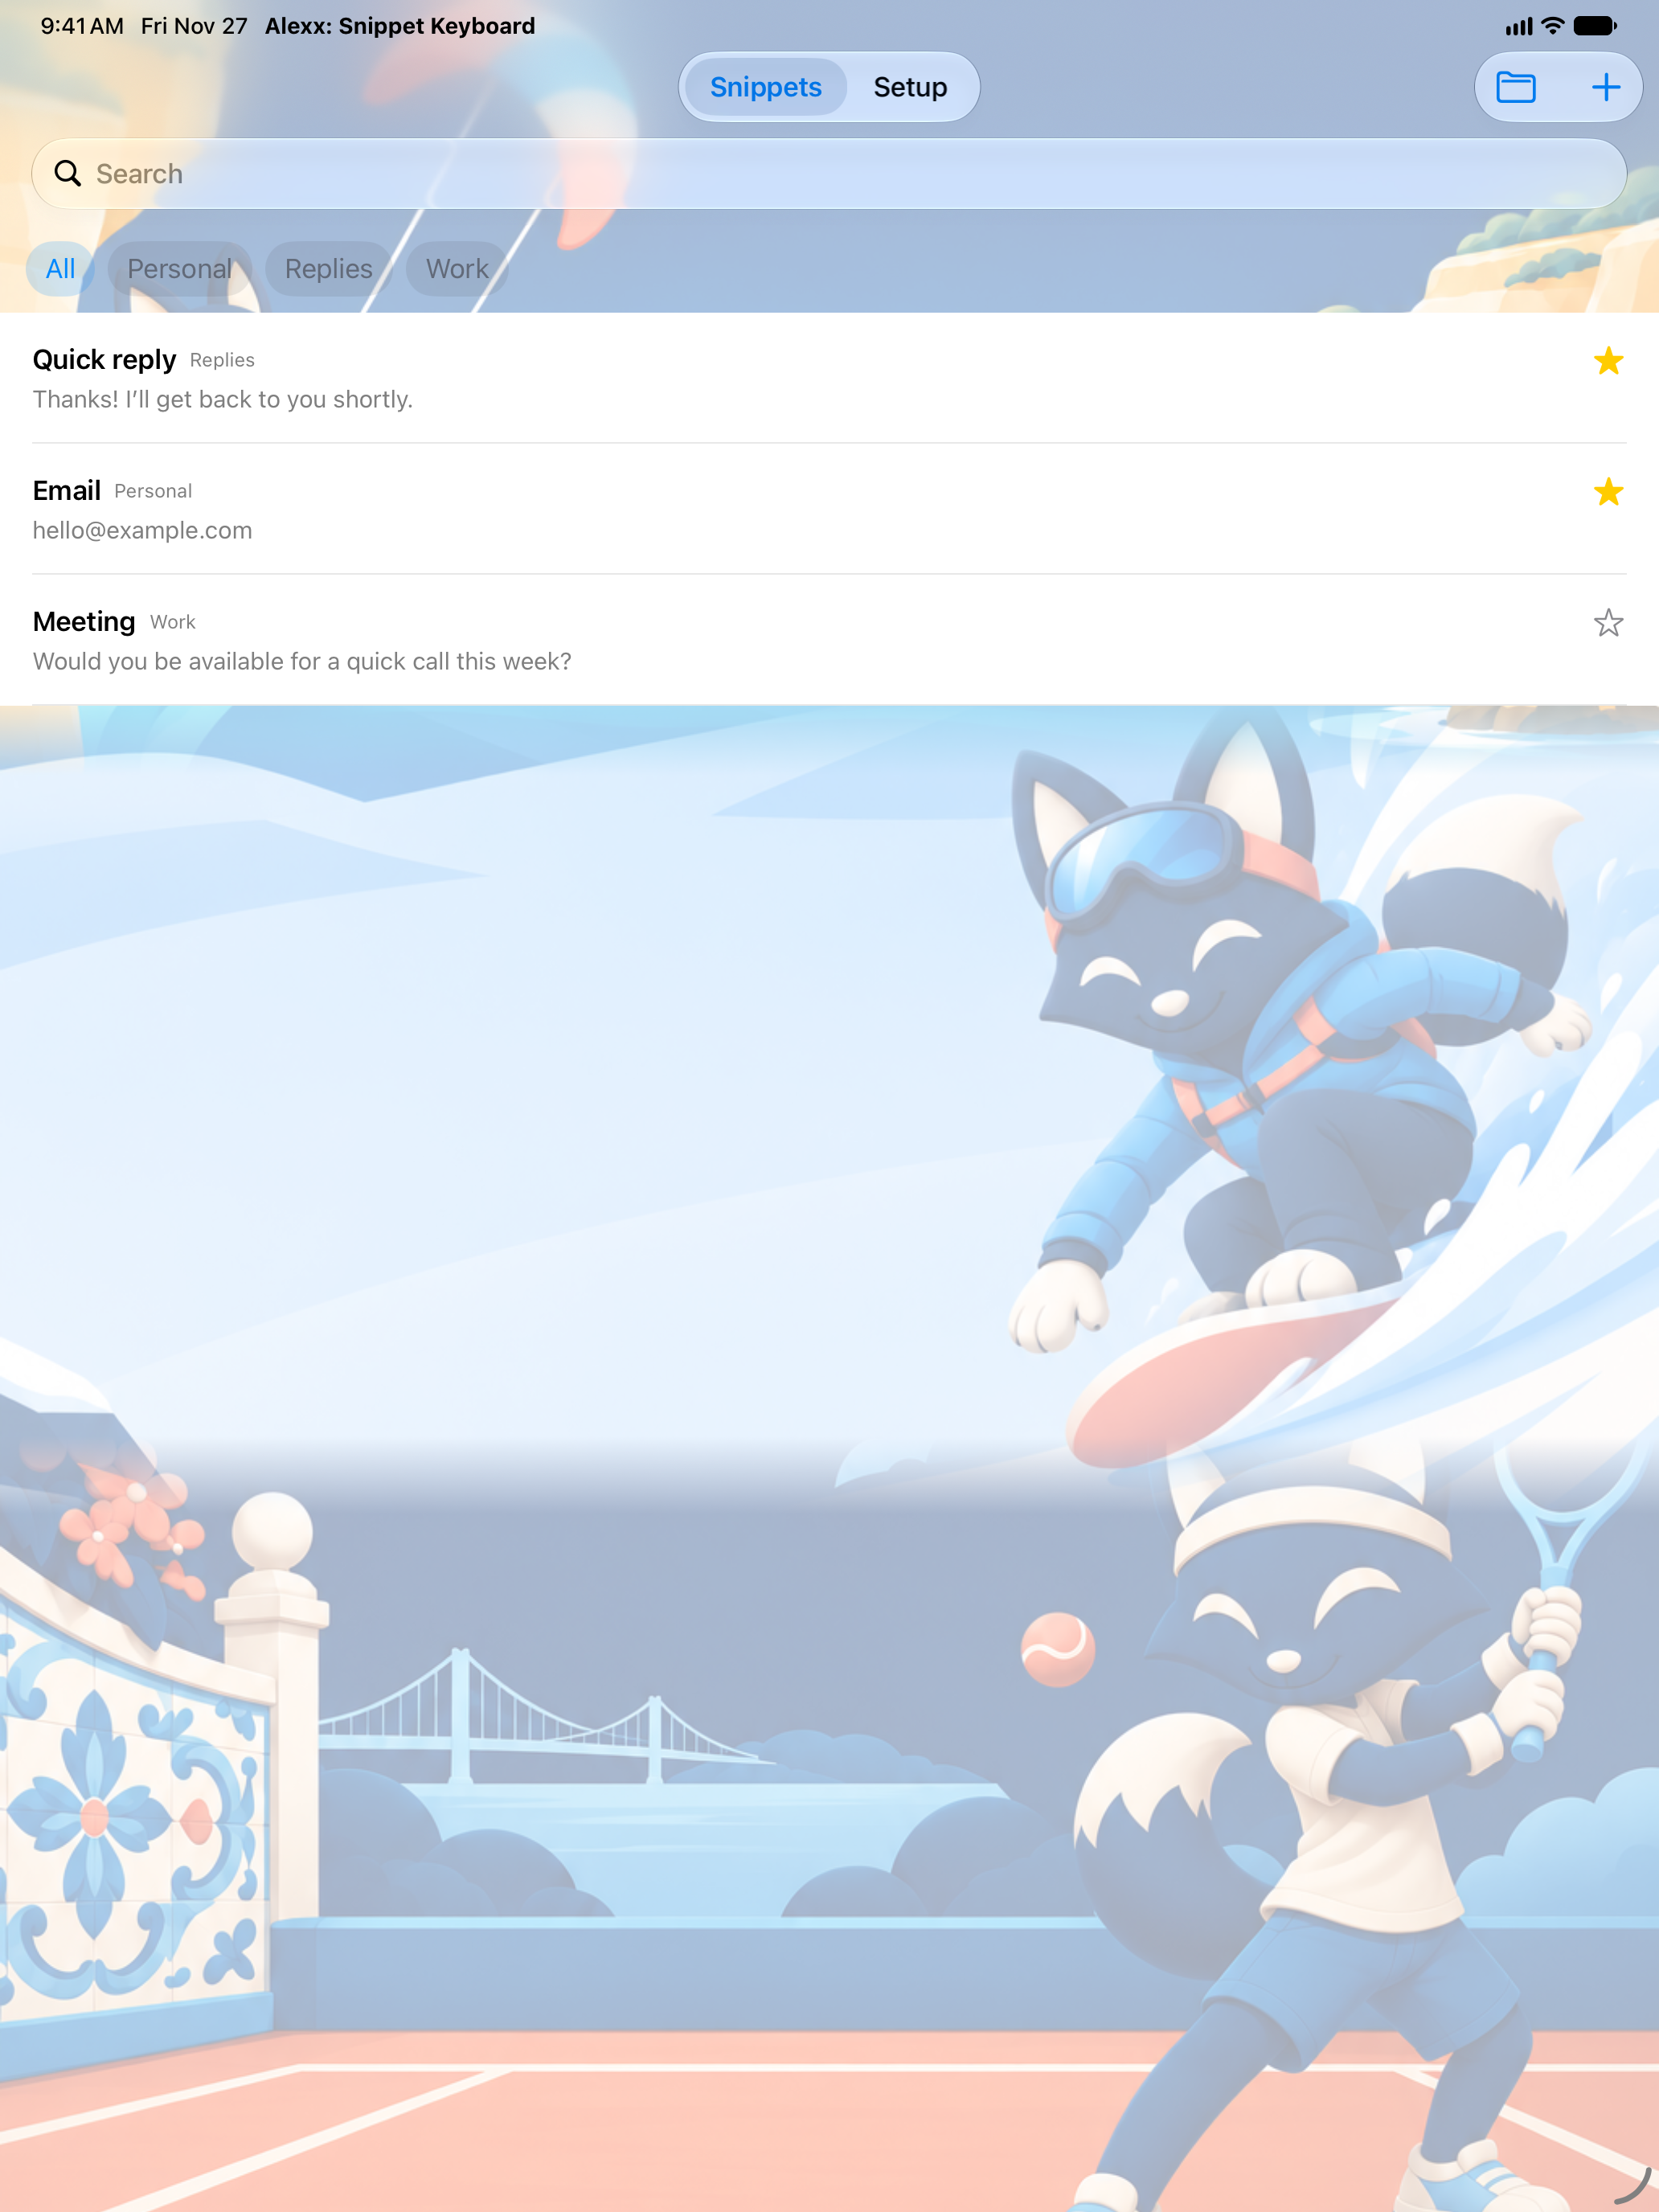 9:41 AM Fri Nov 27 Alexx: Snippet Keyboard
Snippets Setup
Search
All Personal Replies Work
Quick reply Replies
Thanks! I’ll get back to you shortly.
Email Personal
hello@example.com
Meeting Work
Would you be available for a quick call this week?